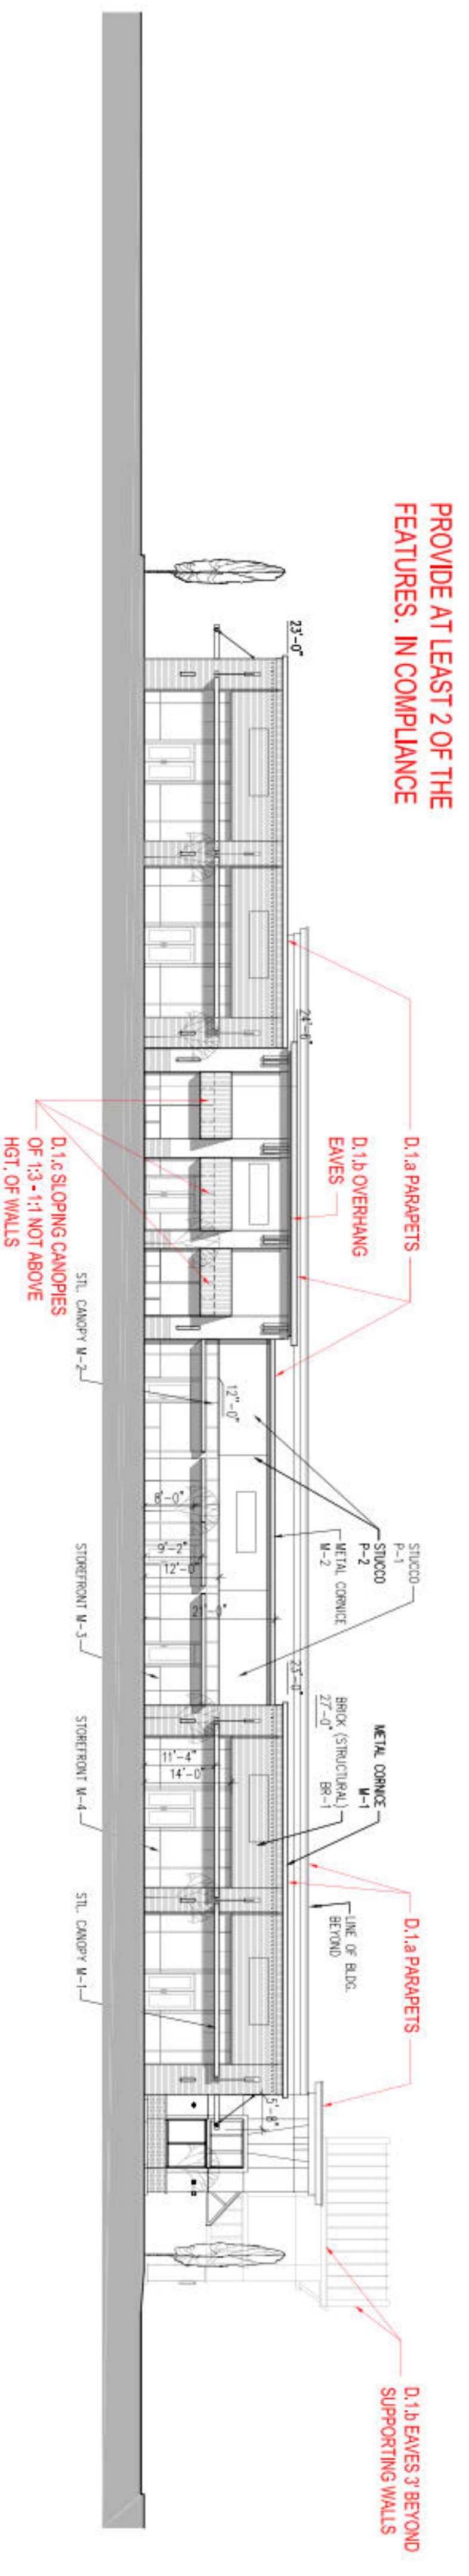 PROVIDE AT LEAST 2 OF THE
FEATURES. IN COMPLIANCE
23'-0"
24'-6"
D.1.a PARAPETS
D.1.b OVERHANG
EAVES
D.1.c SLOPING CANOPIES
OF 1:3 - 1:1 NOT ABOVE
HGT. OF WALLS
STL. CANOPY M-2
12'-0"
8'-0"
9'-2"
12'-0"
21'-0"
STUCCO
P-1
STUCCO
P-2
METAL CORNICE
M-2
STOREFRONT M-3
23'-0"
BRICK (STRUCTURAL)
27'-0"
BR-1
METAL CORNICE
M-1
11'-4"
14'-0"
STOREFRONT M-4
LINE OF BLDG.
BEYOND
D.1.a PARAPETS
STL. CANOPY M-1
5'-8"
D.1.b EAVES 3' BEYOND
SUPPORTING WALLS